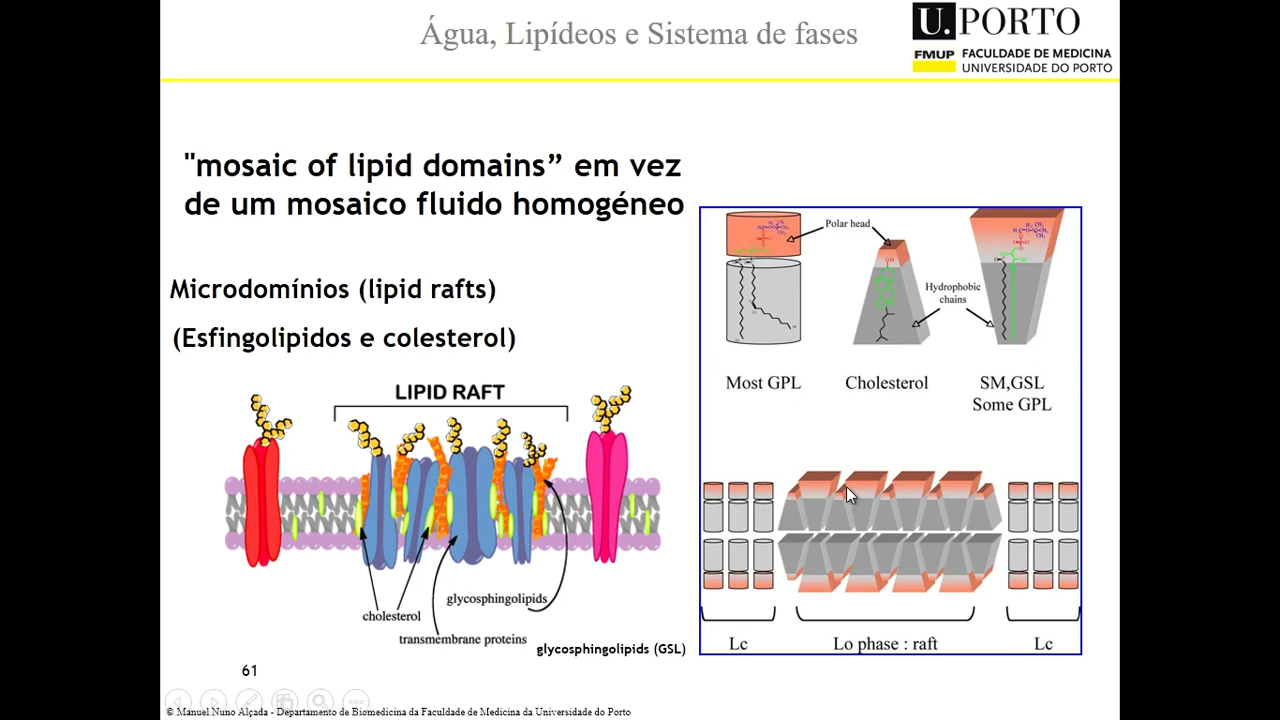 Água, Lipídeos e Sistema de fases
U.PORTO
FMUP FACULDADE DE MEDICINA
UNIVERSIDADE DO PORTO
"mosaic of lipid domains” em vez
de um mosaico fluido homogéneo
Microdomínios (lipid rafts)
(Esfingolipidos e colesterol)
LIPID RAFT
cholesterol
glycosphingolipids
transmembrane proteins
glycosphingolipids (GSL)
Polar head
Hydrophobic
chains
Most GPL
Cholesterol
SM,GSL
Some GPL
Lc
Lo phase : raft
Lc
61
© Manuel Nuno Alçada - Departamento de Biomedicina da Faculdade de Medicina da Universidade do Porto